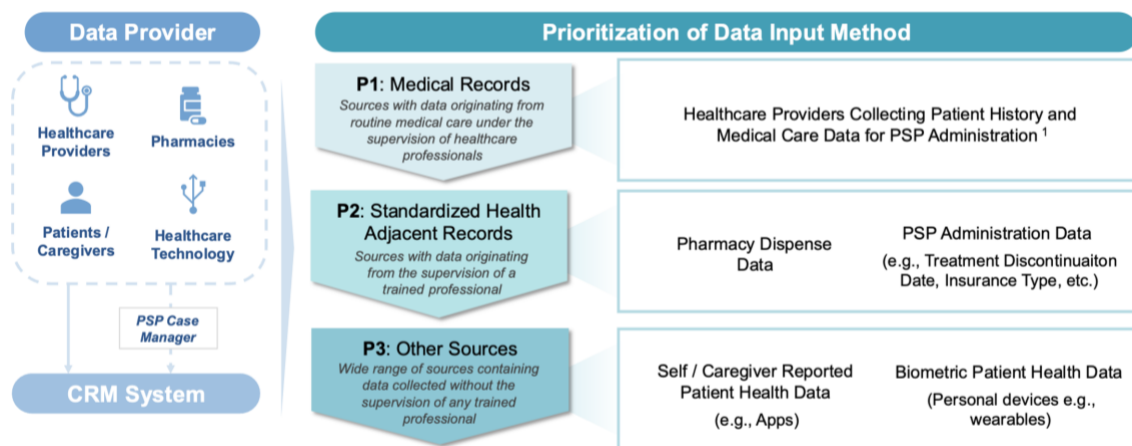 Data Provider
Healthcare
Providers
Pharmacies
Patients /
Caregivers
Healthcare
Technology
PSP Case
Manager
CRM System
Prioritization of Data Input Method
P1: Medical Records
Sources with data originating from
routine medical care under the
supervision of healthcare
professionals
Healthcare Providers Collecting Patient History and
Medical Care Data for PSP Administration 1
P2: Standardized Health
Adjacent Records
Sources with data originating
from the supervision of a
trained professional
Pharmacy Dispense
Data
PSP Administration Data
(e.g., Treatment Discontinuaiton
Date, Insurance Type, etc.)
P3: Other Sources
Wide range of sources containing
data collected without the
supervision of any trained
professional
Self / Caregiver Reported
Patient Health Data
(e.g., Apps)
Biometric Patient Health Data
(Personal devices e.g.,
wearables)